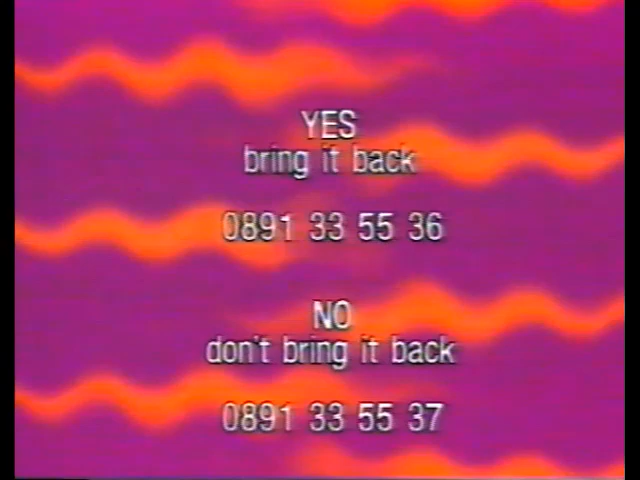 YES
bring it back
0891 33 55 36
NO
don't bring it back
0891 33 55 37